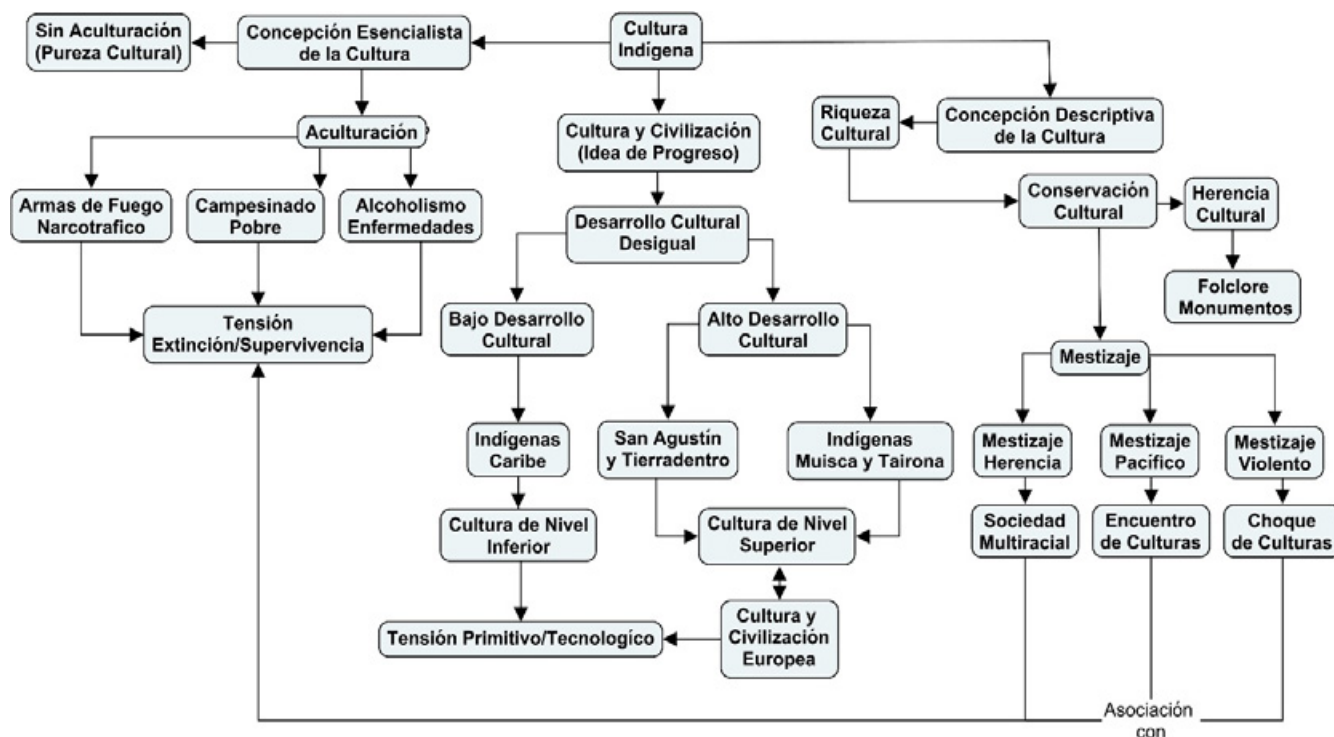 Sin Aculturación
(Pureza Cultural)
Concepción Esencialista
de la Cultura
Cultura
Indígena
Aculturación
Cultura y Civilización
(Idea de Progreso)
Riqueza
Cultural
Concepción Descriptiva
de la Cultura
Armas de Fuego
Narcotrafico
Campesinado
Pobre
Alcoholismo
Enfermedades
Desarrollo Cultural
Desigual
Conservación
Cultural
Herencia
Cultural
Folclore
Monumentos
Tensión
Extinción/Supervivencia
Bajo Desarrollo
Cultural
Alto Desarrollo
Cultural
Mestizaje
Indígenas
Caribe
San Agustín
y Tierradentro
Indígenas
Muisca y Tairona
Mestizaje
Herencia
Mestizaje
Pacífico
Mestizaje
Violento
Cultura de Nivel
Inferior
Cultura de Nivel
Superior
Sociedad
Multiracial
Encuentro
de Culturas
Choque
de Culturas
Tensión Primitivo/Tecnologíco
Cultura y
Civilización
Europea
Asociación
con